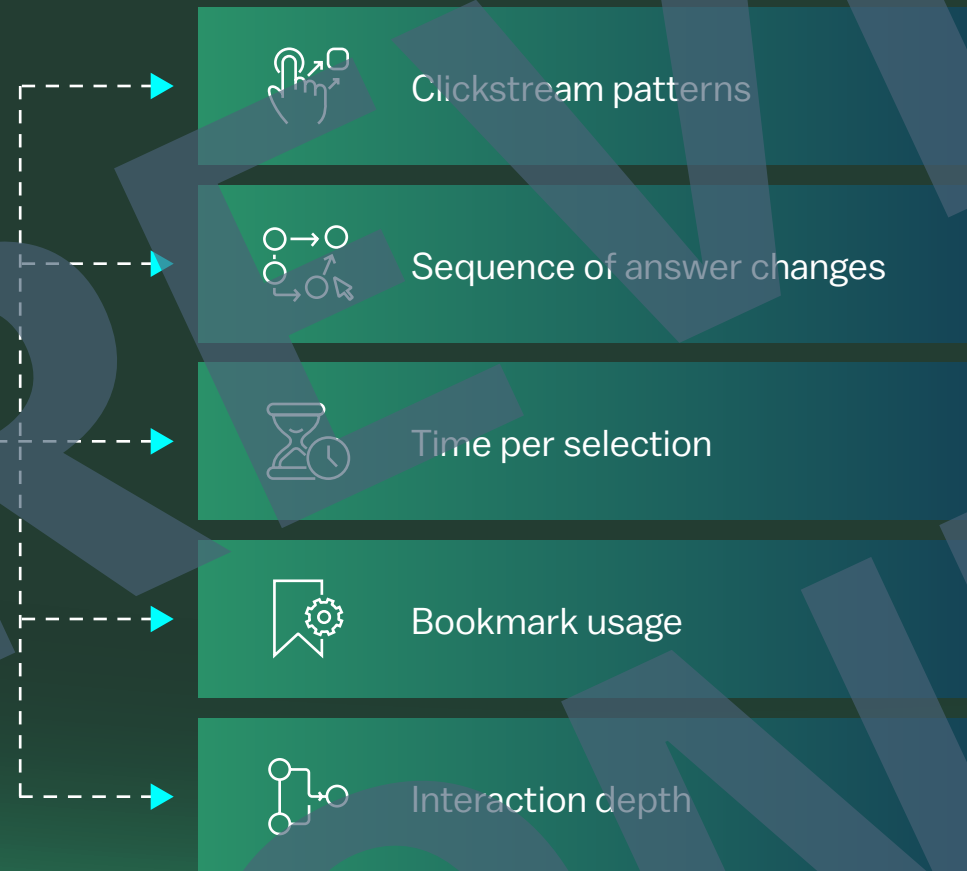 Clickstream patterns
Sequence of answer changes
Time per selection
Bookmark usage
Interaction depth